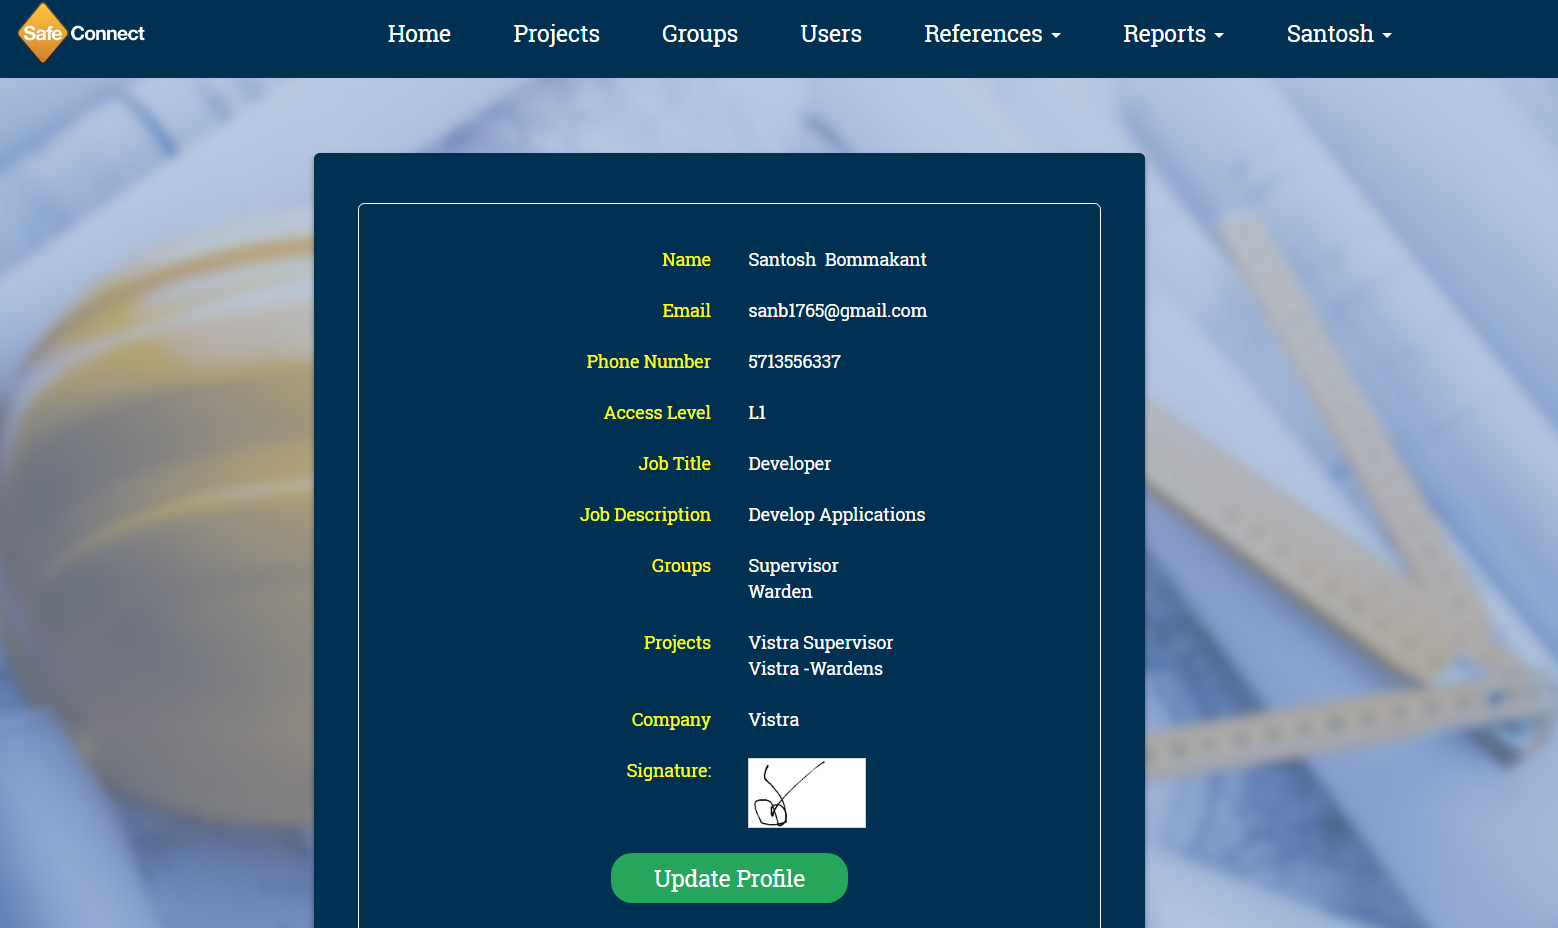 Safe Connect
Home Projects Groups Users References Reports Santosh
Name Santosh Bommakant
Email sanb1765@gmail.com
Phone Number 5713556337
Access Level L1
Job Title Developer
Job Description Develop Applications
Groups Supervisor
Warden
Projects Vistra Supervisor
Vistra -Wardens
Company Vistra
Signature:
Update Profile